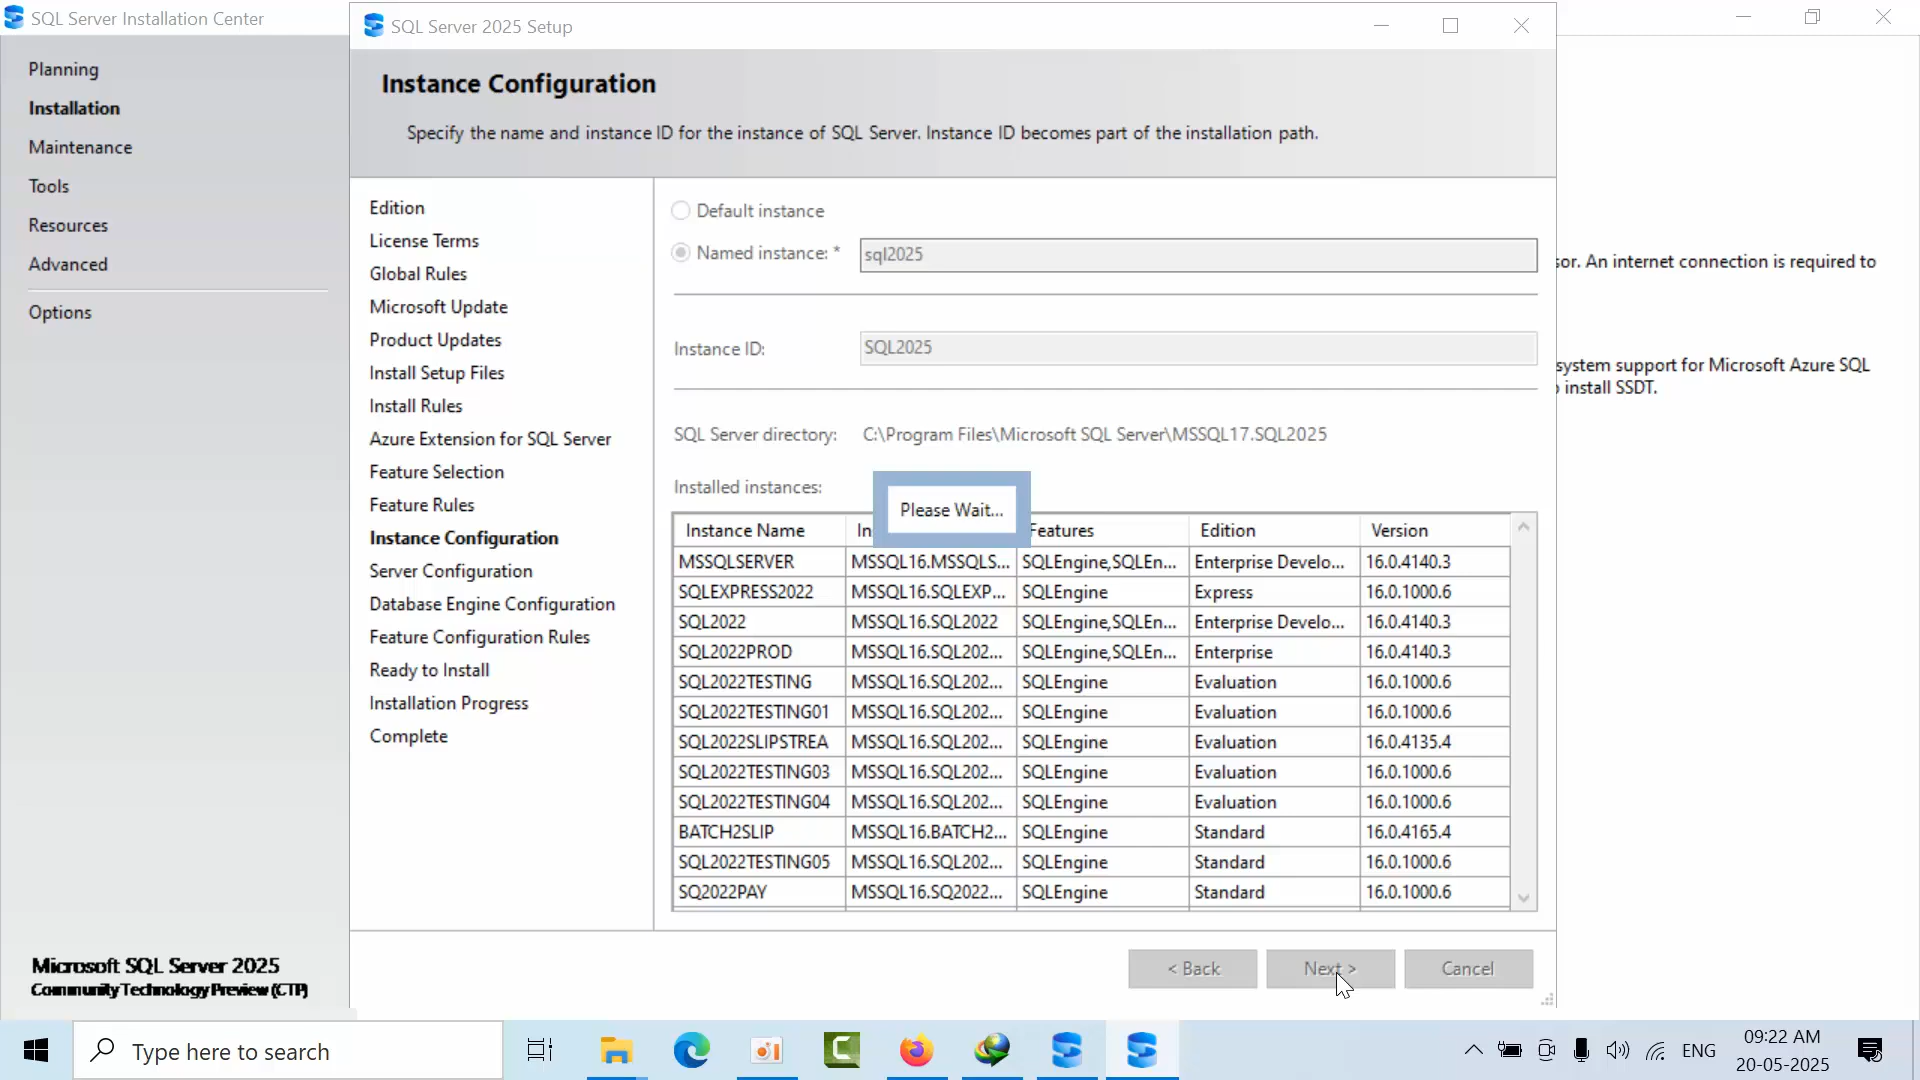 SQL Server Installation Center
SQL Server 2025 Setup
Planning
Installation
Maintenance
Tools
Resources
Advanced
Options
Microsoft SQL Server 2025
Community Technology Preview (CTP)
Instance Configuration
Specify the name and instance ID for the instance of SQL Server. Instance ID becomes part of the installation path.
Edition
License Terms
Global Rules
Microsoft Update
Product Updates
Install Setup Files
Install Rules
Azure Extension for SQL Server
Feature Selection
Feature Rules
Instance Configuration
Server Configuration
Database Engine Configuration
Feature Configuration Rules
Ready to Install
Installation Progress
Complete
Default instance
Named instance: * sql2025
Instance ID: SQL2025
SQL Server directory: C:\Program Files\Microsoft SQL Server\MSSQL17.SQL2025
Installed instances:
Please Wait...
Instance Name In Features Edition Version
MSSQLSERVER MSSQL16.MSSQLS... SQLEngine,SQLEn... Enterprise Develo... 16.0.4140.3
SQLEXPRESS2022 MSSQL16.SQLEXP... SQLEngine Express 16.0.1000.6
SQL2022 MSSQL16.SQL2022 SQLEngine,SQLEn... Enterprise Develo... 16.0.4140.3
SQL2022PROD MSSQL16.SQL202... SQLEngine,SQLEn... Enterprise 16.0.4140.3
SQL2022TESTING MSSQL16.SQL202... SQLEngine Evaluation 16.0.1000.6
SQL2022TESTING01 MSSQL16.SQL202... SQLEngine Evaluation 16.0.1000.6
SQL2022SLIPSTREA MSSQL16.SQL202... SQLEngine Evaluation 16.0.4135.4
SQL2022TESTING03 MSSQL16.SQL202... SQLEngine Evaluation 16.0.1000.6
SQL2022TESTING04 MSSQL16.SQL202... SQLEngine Evaluation 16.0.1000.6
BATCH2SLIP MSSQL16.BATCH2... SQLEngine Standard 16.0.4165.4
SQL2022TESTING05 MSSQL16.SQL202... SQLEngine Standard 16.0.1000.6
SQ2022PAY MSSQL16.SQ2022... SQLEngine Standard 16.0.1000.6
< Back Next > Cancel
sor. An internet connection is required to
system support for Microsoft Azure SQL
install SSDT.
Type here to search
ENG
09:22 AM
20-05-2025